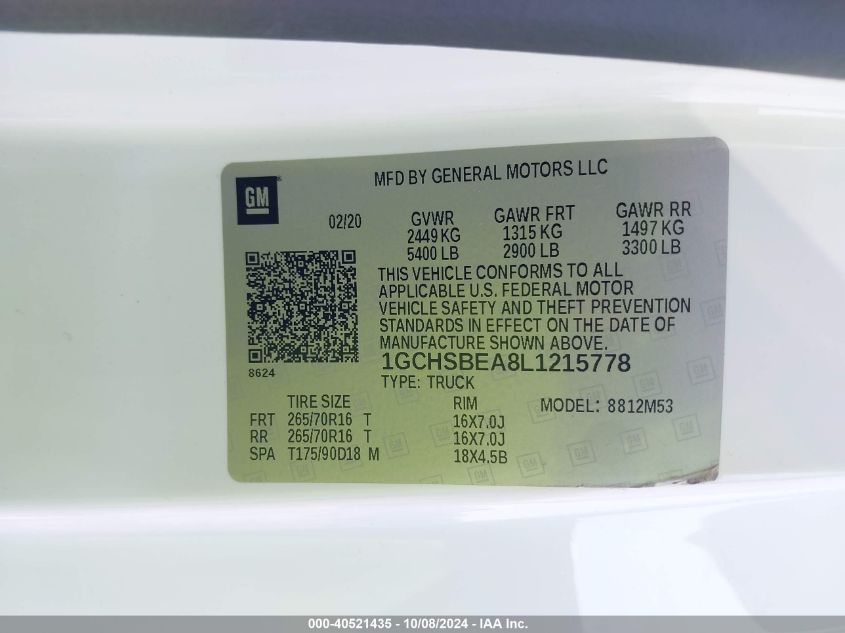 MFD BY GENERAL MOTORS LLC
GM
02/20
GVWR GAWR FRT GAWR RR
2449 KG 1315 KG 1497 KG
5400 LB 2900 LB 3300 LB
THIS VEHICLE CONFORMS TO ALL
APPLICABLE U.S. FEDERAL MOTOR
VEHICLE SAFETY AND THEFT PREVENTION
STANDARDS IN EFFECT ON THE DATE OF
MANUFACTURE SHOWN ABOVE.
8624
1GCHSBEA8L1215778
TYPE: TRUCK
TIRE SIZE RIM MODEL: 8812M53
FRT 265/70R16 T 16X7.0J
RR 265/70R16 T 16X7.0J
SPA T175/90D18 M 18X4.5B
000-40521435 - 10/08/2024 - IAA Inc.